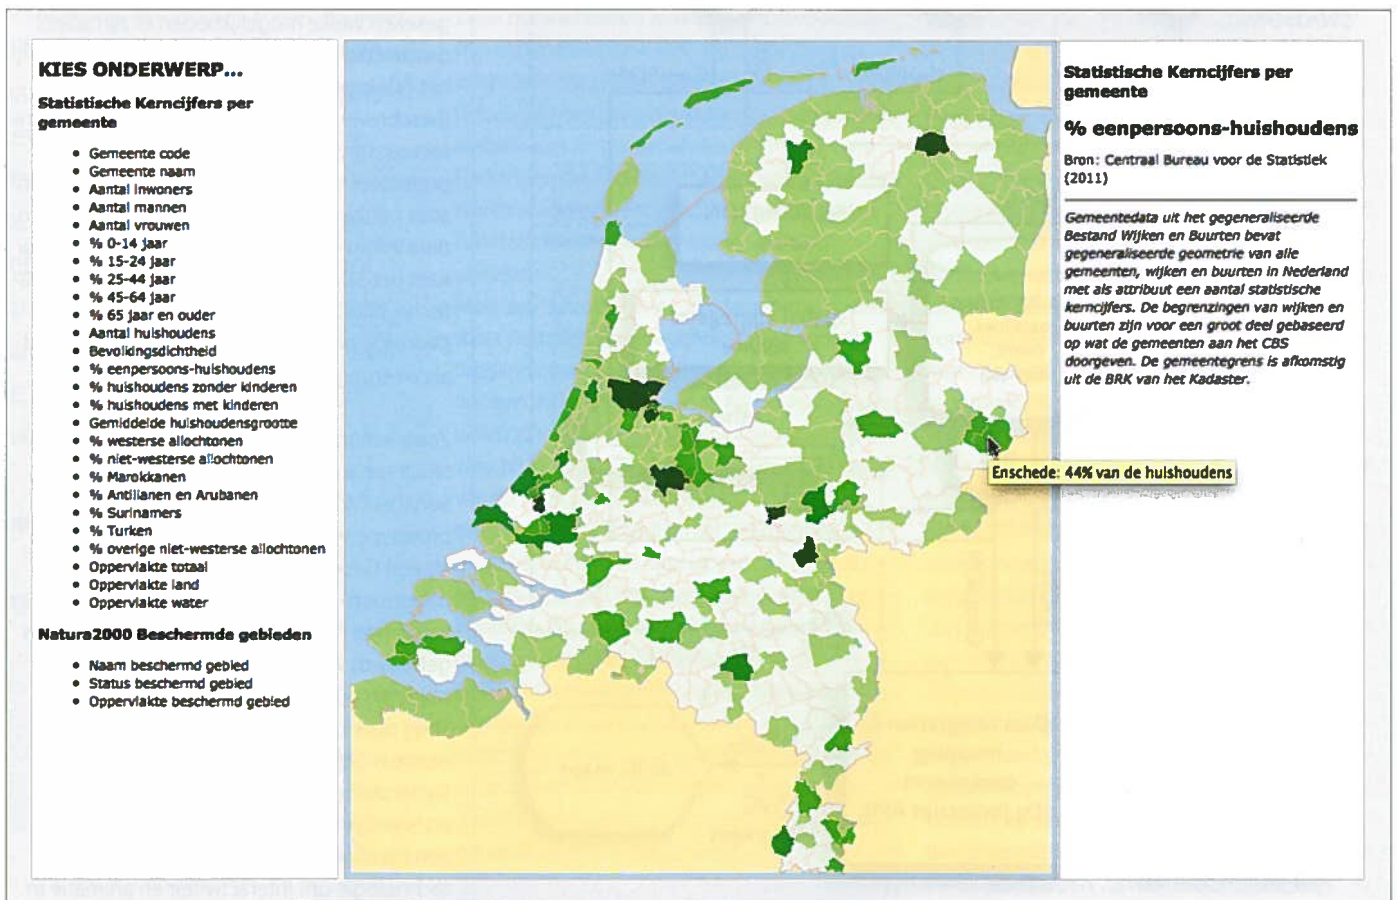 KIES ONDERWERP...
Statistische Kerncijfers per
gemeente
• Gemeente code
• Gemeente naam
• Aantal inwoners
• Aantal mannen
• Aantal vrouwen
• % 0-14 jaar
• % 15-24 jaar
• % 25-44 jaar
• % 45-64 jaar
• % 65 jaar en ouder
• Aantal huishoudens
• Bevolkingsdichtheid
• % eenpersoons-huishoudens
• % huishoudens zonder kinderen
• % huishoudens met kinderen
• Gemiddelde huishoudensgrootte
• % westerse allochtonen
• % niet-westerse allochtonen
• % Marokkanen
• % Antillanen en Arubanen
• % Surinamers
• % Turken
• % overige niet-westerse allochtonen
• Oppervlakte totaal
• Oppervlakte land
• Oppervlakte water
Natura2000 Beschermde gebieden
• Naam beschermd gebied
• Status beschermd gebied
• Oppervlakte beschermd gebied
Enschede: 44% van de huishoudens
Statistische Kerncijfers per
gemeente
% eenpersoons-huishoudens
Bron: Centraal Bureau voor de Statistiek
(2011)
Gemeentedata uit het gegeneraliseerde
Bestand Wijken en Buurten bevat
gegeneraliseerde geometrie van alle
gemeenten, wijken en buurten in Nederland
met als attribuut een aantal statistische
kerncijfers. De begrenzingen van wijken en
buurten zijn voor een groot deel gebaseerd
op wat de gemeenten aan het CBS
doorgeven. De gemeentegrens is afkomstig
uit de BRK van het Kadaster.